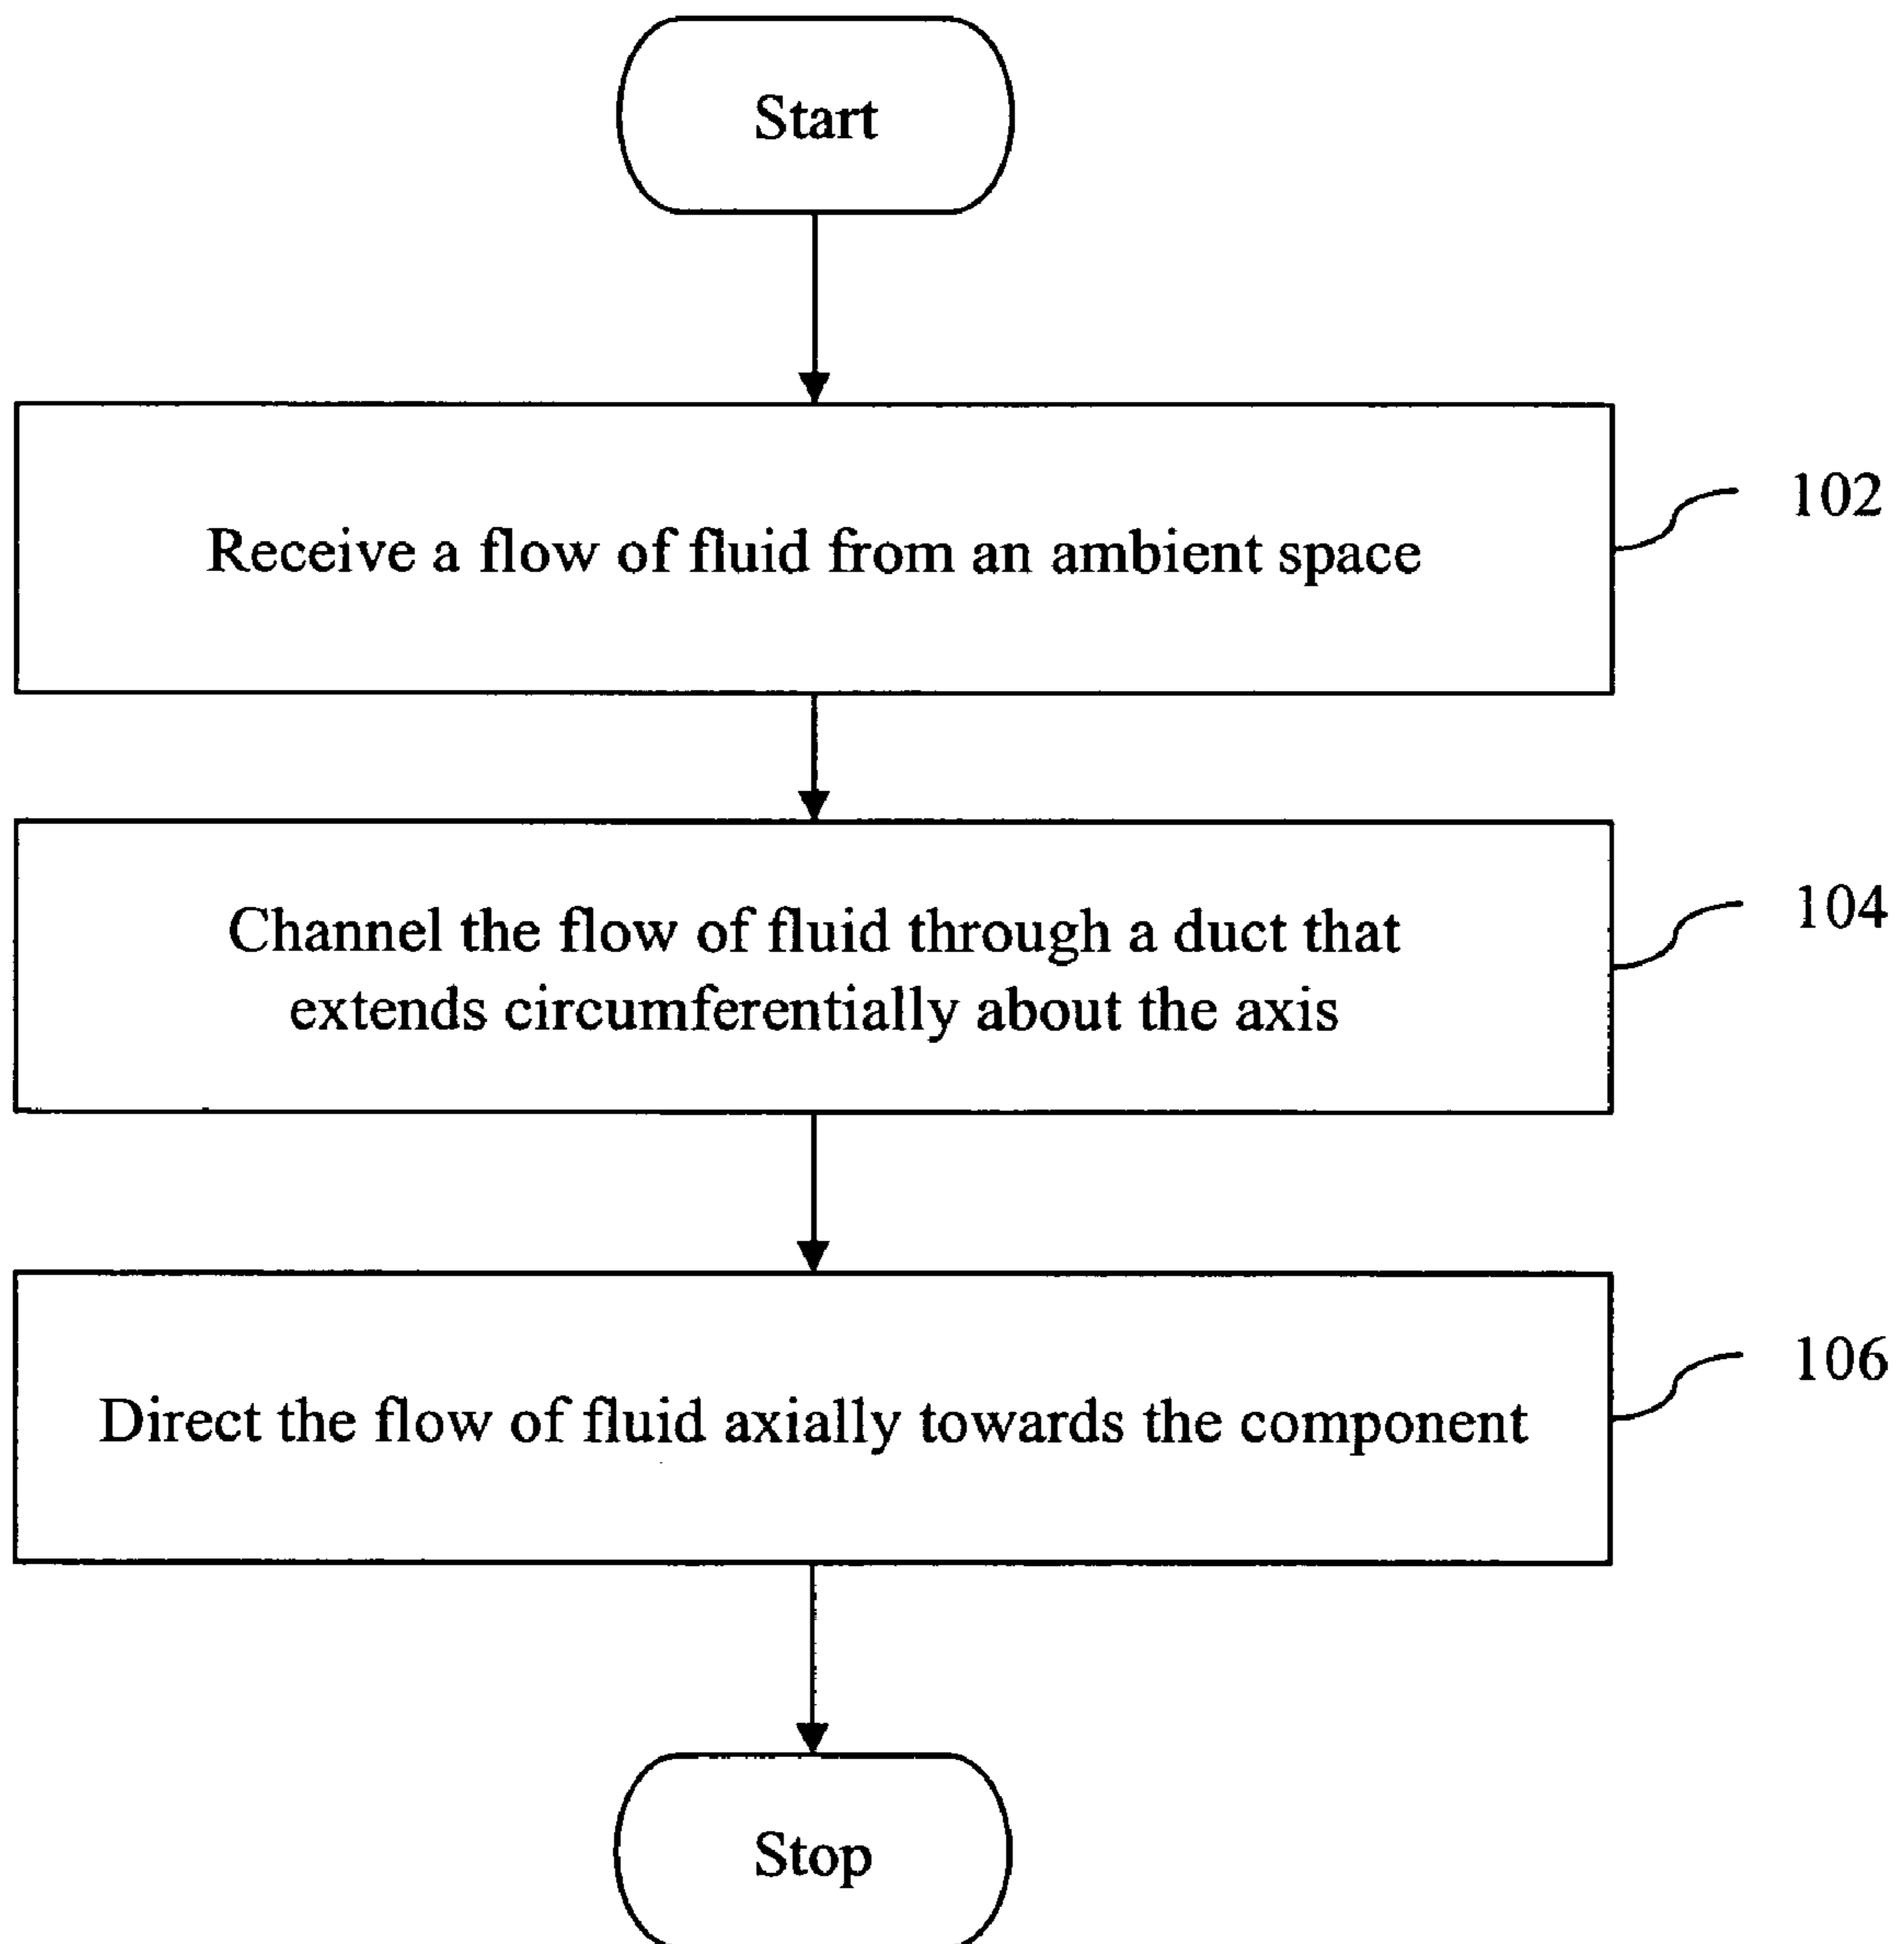 Start
Receive a flow of fluid from an ambient space
102
Channel the flow of fluid through a duct that
extends circumferentially about the axis
104
Direct the flow of fluid axially towards the component
106
Stop